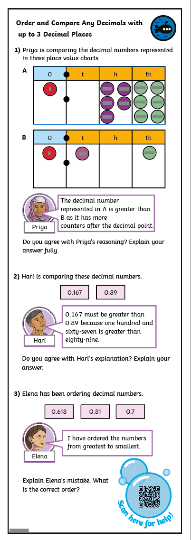 Order and Compare Any Decimals with
up to 3 Decimal Places
1) Priya is comparing the decimal numbers represented
in these place value charts.
A
O t h th
B
O t h th
The decimal number
represented in A is greater than
B as it has more
counters after the decimal point.
Priya
Do you agree with Priya's reasoning? Explain your
answer fully.
2) Hari is comparing these decimal numbers.
0.167 0.89
0.167 must be greater than
0.89 because one hundred and
sixty-seven is greater than
eighty-nine.
Hari
Do you agree with Hari's explanation? Explain your
answer.
3) Elena has been ordering decimal numbers.
0.618 0.81 0.7
I have ordered the numbers
from greatest to smallest.
Elena
Explain Elena's mistake. What
is the correct order?
Scan here for help!